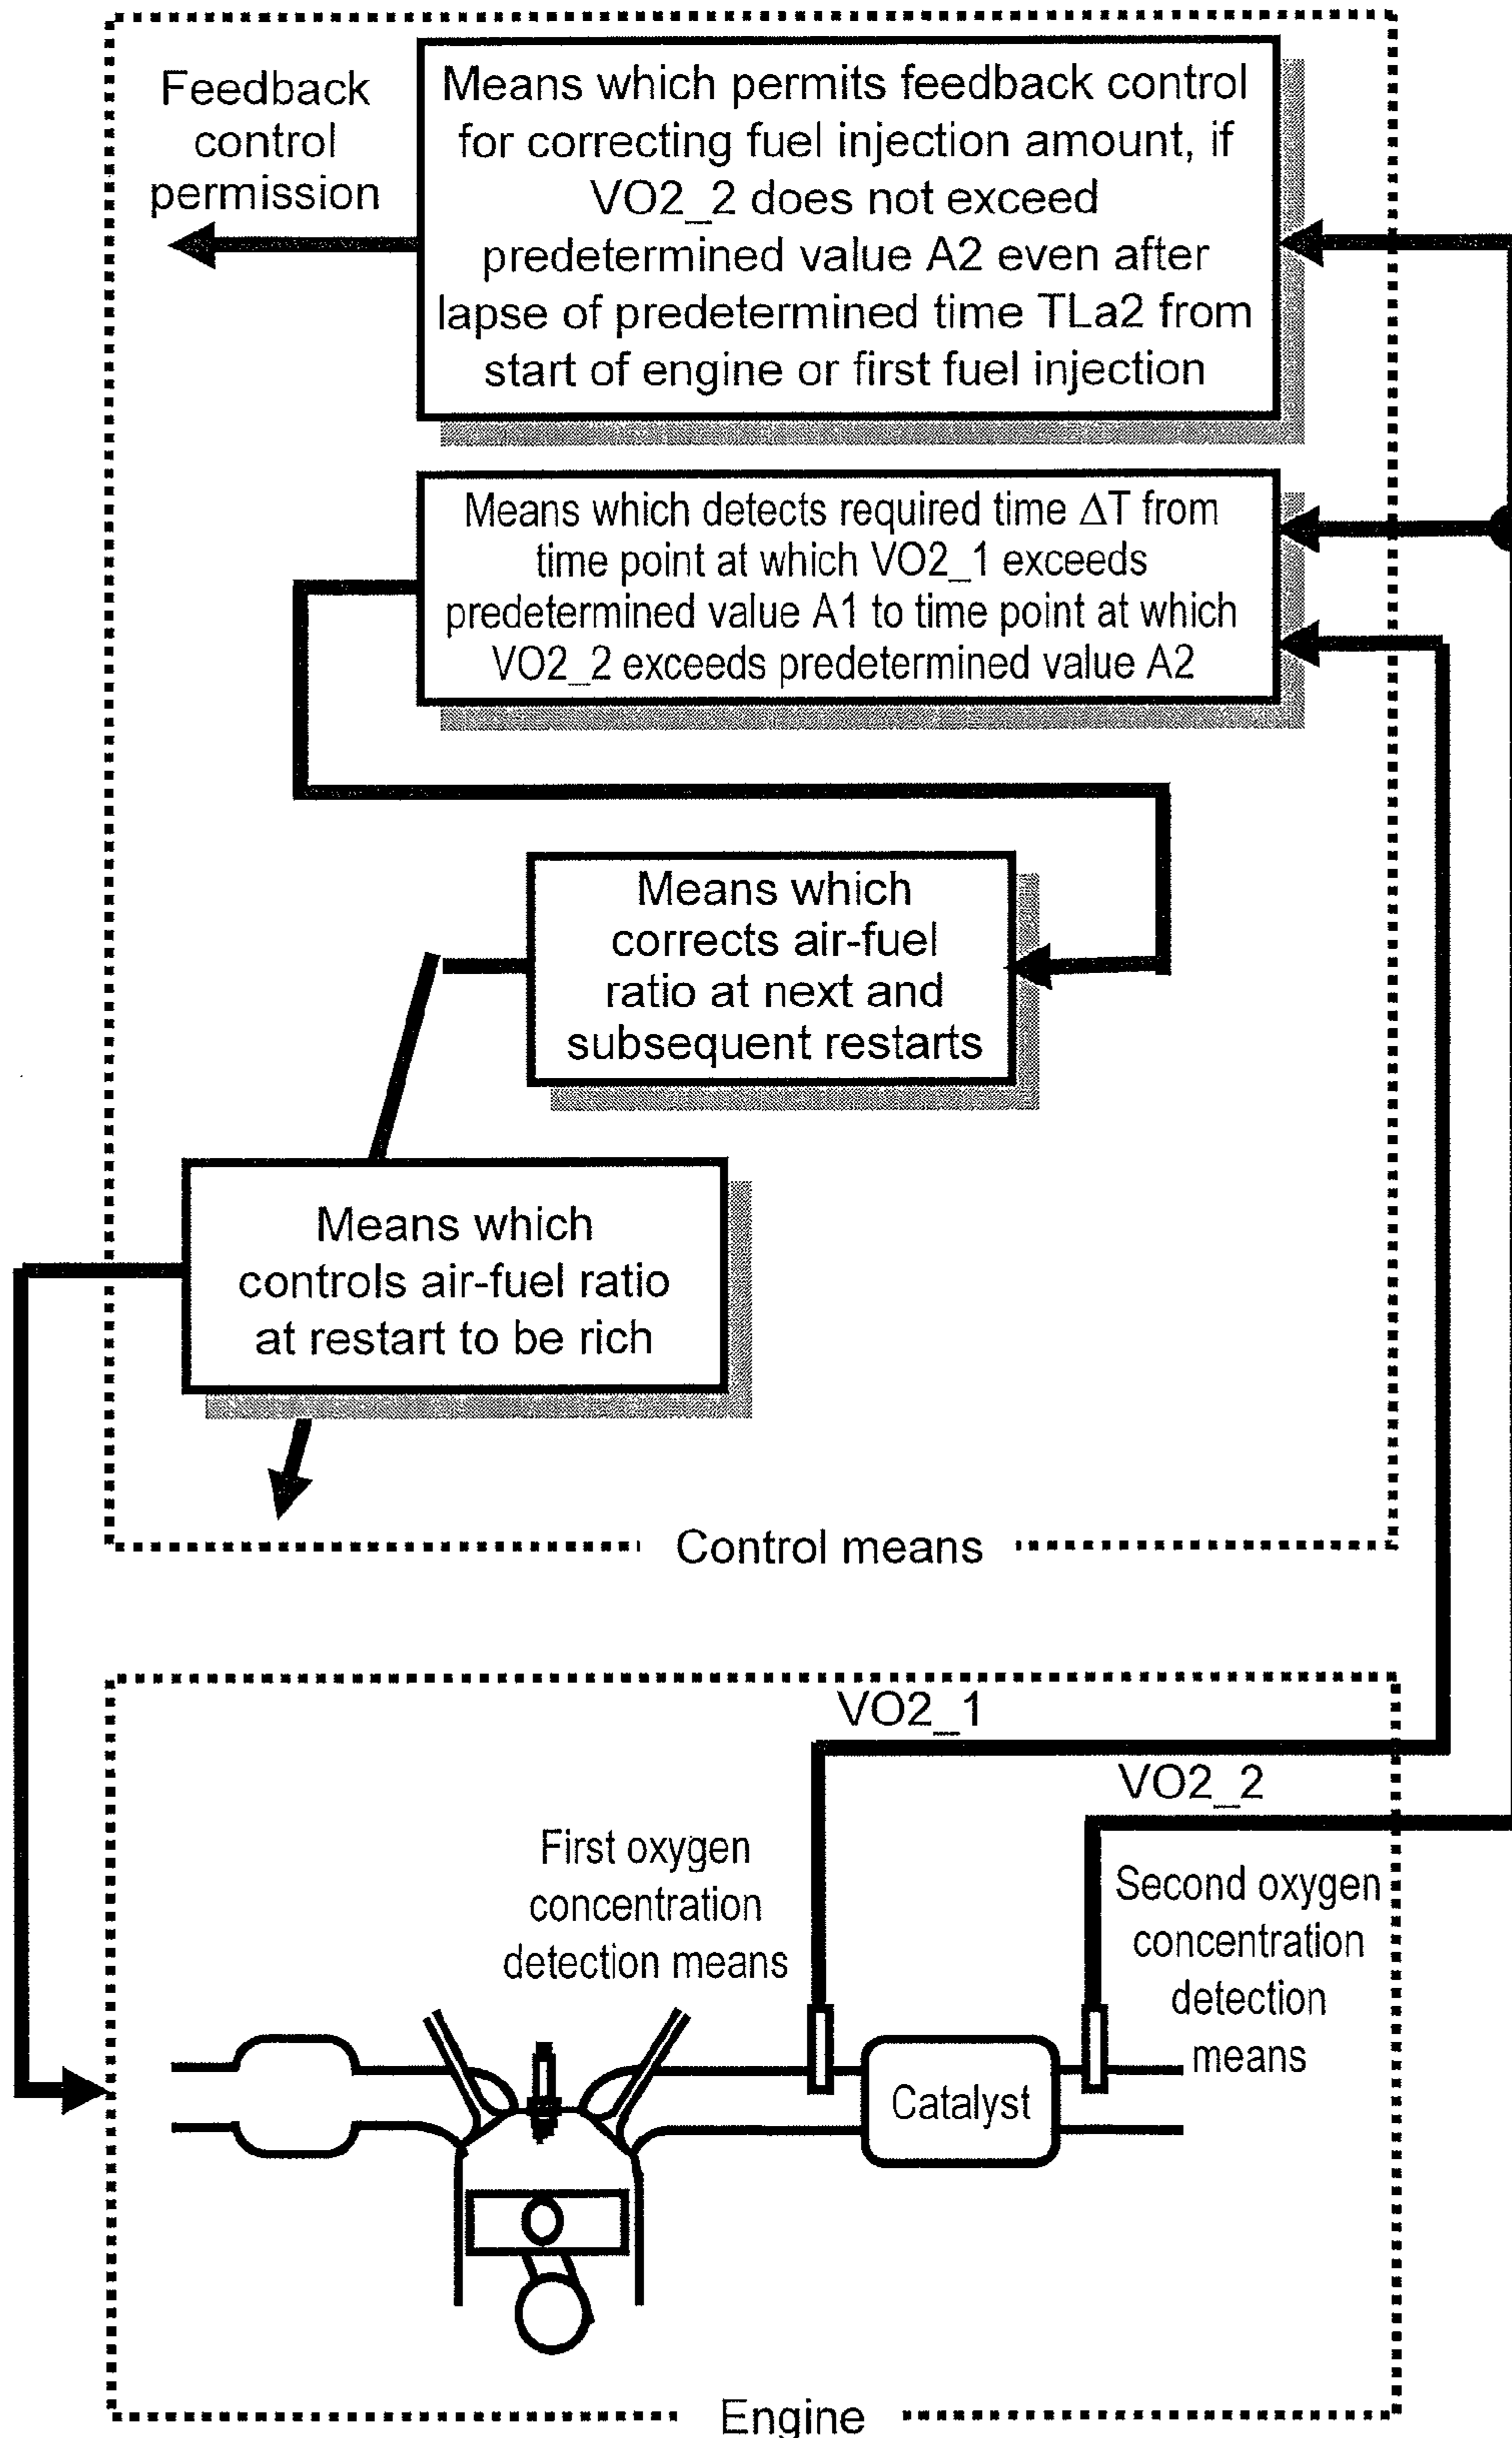 Feedback
control
permission
Means which permits feedback control
for correcting fuel injection amount, if
VO2_2 does not exceed
predetermined value A2 even after
lapse of predetermined time TLa2 from
start of engine or first fuel injection
Means which detects required time ΔT from
time point at which VO2_1 exceeds
predetermined value A1 to time point at which
VO2_2 exceeds predetermined value A2
Means which
corrects air-fuel
ratio at next and
subsequent restarts
Means which
controls air-fuel ratio
at restart to be rich
Control means
VO2_1
VO2_2
First oxygen
concentration
detection means
Second oxygen
concentration
detection
means
Catalyst
Engine